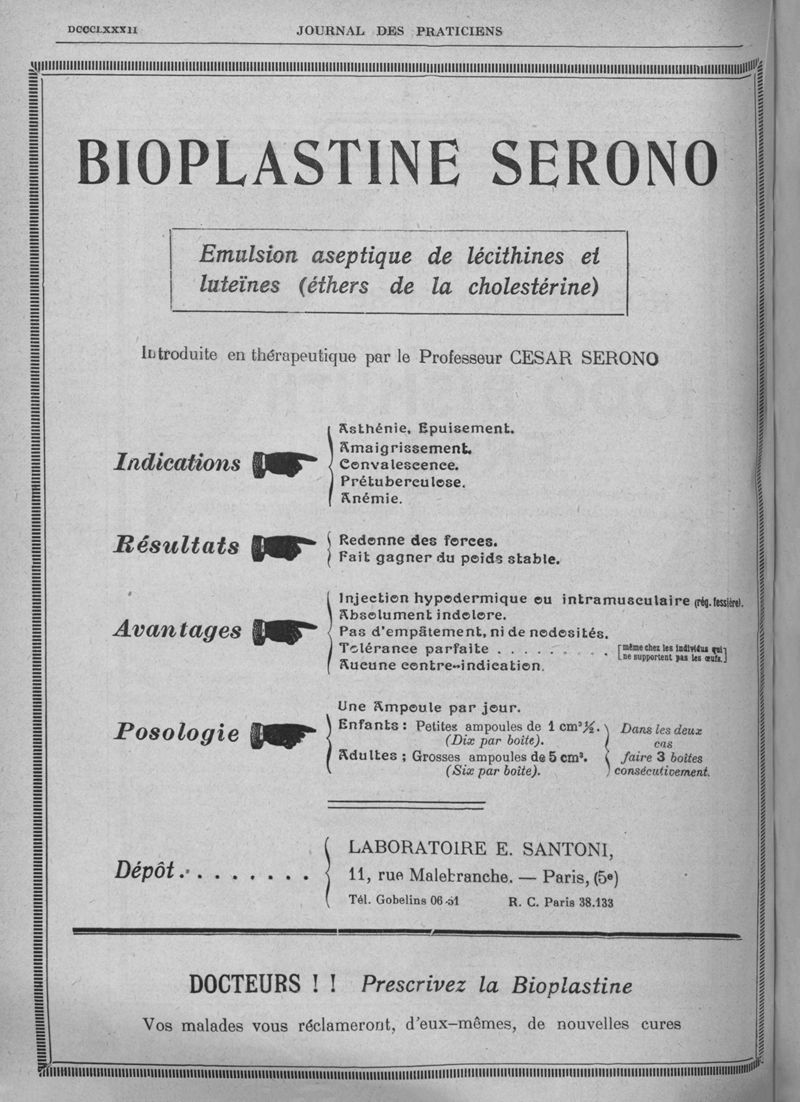 DCCCLXXXII
JOURNAL DES PRATICIENS
BIOPLASTINE SERONO
Emulsion aseptique de lécithines et
luteïnes (éthers de la cholestérine)
Introduite en thérapeutique par le Professeur CESAR SERONO
Indications
Asthénie, Epuisement.
Amaigrissement.
Convalescence.
Prétuberculose.
Anémie.
Résultats
Redonne des forces.
Fait gagner du poids stable.
Avantages
Injection hypodermique ou intramusculaire (rég. fessière).
Absolument indolore.
Pas d'empâtement, ni de nodosités.
Tolérance parfaite . . . . . . . . . [même chez les individus qui
ne supportent pas les œufs.]
Aucune contre-indication.
Posologie
Une Ampoule par jour.
Enfants : Petites ampoules de 1 cm³ ½.
(Dix par boîte).
Adultes ; Grosses ampoules de 5 cm³.
(Six par boîte).
Dans les deux
cas
faire 3 boîtes
consécutivement.
Dépôt . . . . . . . .
LABORATOIRE E. SANTONI,
11, rue Malebranche. — Paris, (5e)
Tél. Gobelins R. C. Paris 38.133
DOCTEURS ! ! Prescrivez la Bioplastine
Vos malades vous réclameront, d'eux-mêmes, de nouvelles cures